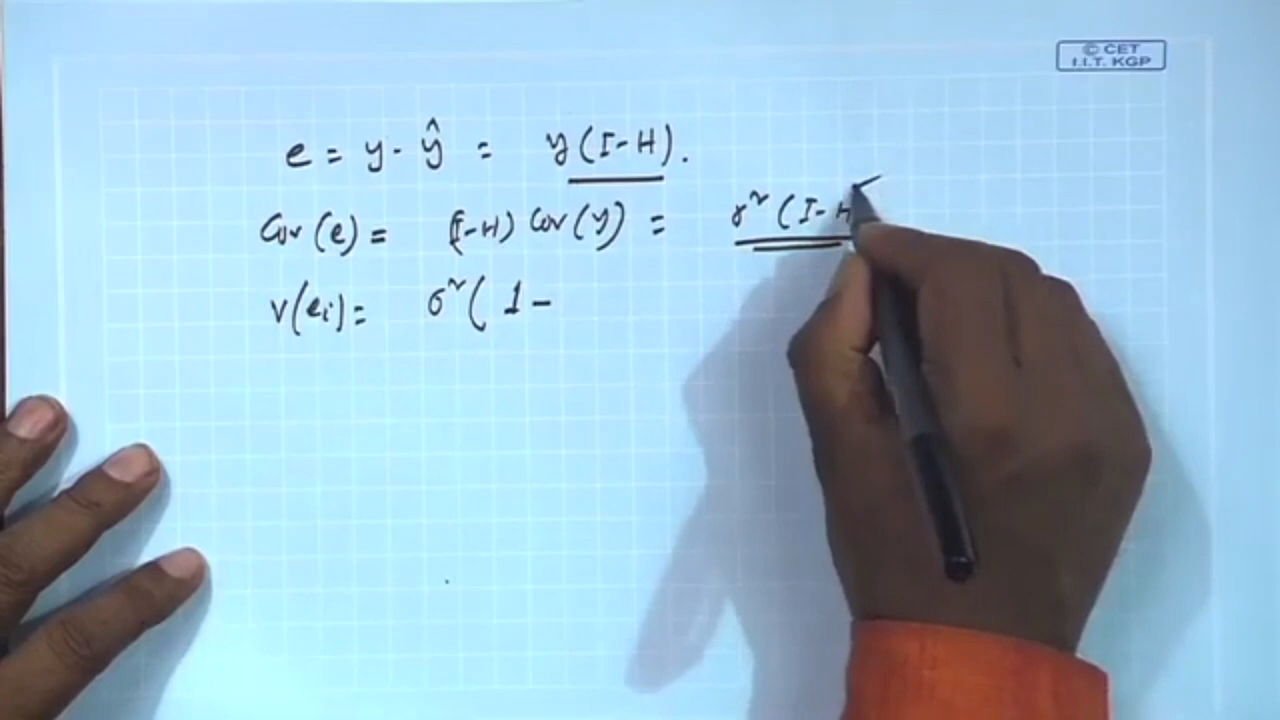 © CET
I.I.T. KGP
e = y - ŷ = y (I-H).
Cov (e) = (I-H) Cov (y) = σ² (I-H
V(ei) = σ² ( 1 -